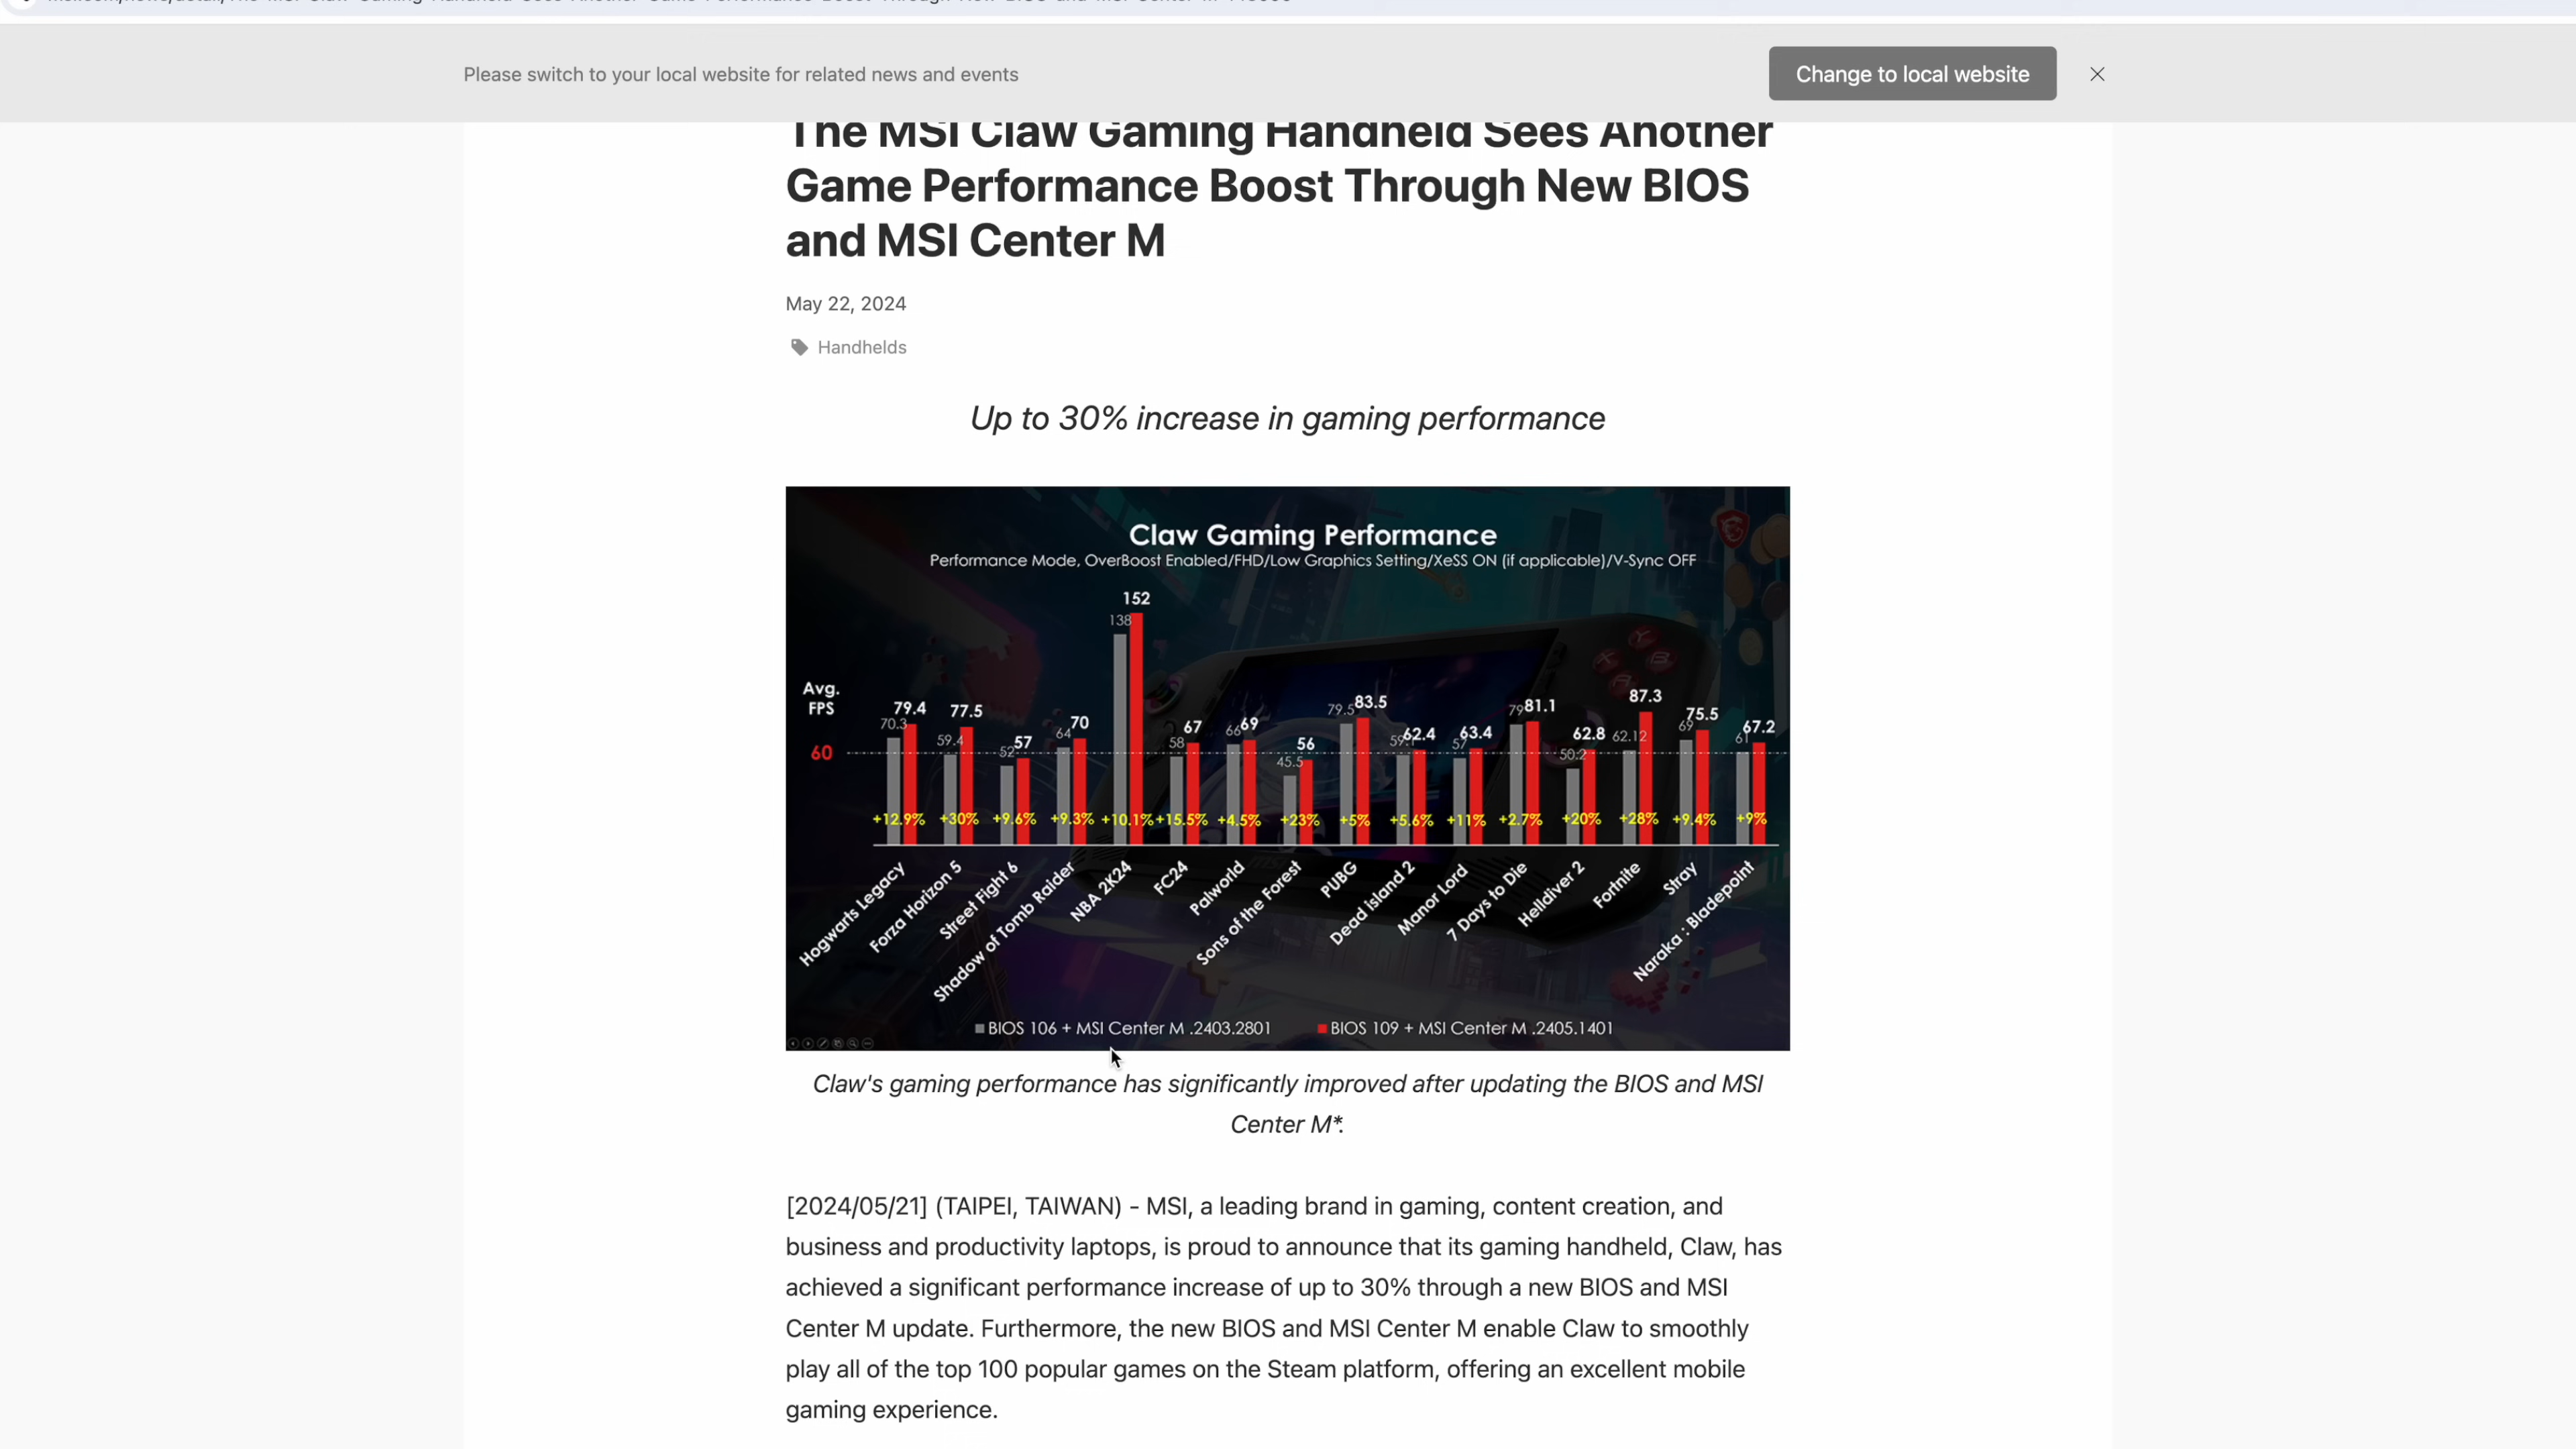 Please switch to your local website for related news and events
Change to local website
The MSI Claw Gaming Handheld Sees Another
Game Performance Boost Through New BIOS
and MSI Center M
May 22, 2024
Handhelds
Up to 30% increase in gaming performance
Claw Gaming Performance
Performance Mode, OverBoost Enabled/FHD/Low Graphics Setting/XeSS ON (if applicable)/V-Sync OFF
Avg.
FPS
60
70.3 79.4
59.4 77.5
52 57
64 70
138 152
58 67
66 69
45.5 56
79.5 83.5
59.1 62.4
57 63.4
79 81.1
50.2 62.8
62.12 87.3
69 75.5
61 67.2
+12.9% +30% +9.6% +9.3% +10.1% +15.5% +4.5% +23% +5% +5.6% +11% +2.7% +20% +28% +9.4% +9%
Hogwarts Legacy
Forza Horizon 5
Street Fight 6
Shadow of Tomb Raider
NBA 2K24
FC24
Palworld
Sons of the Forest
PUBG
Dead island 2
Manor Lord
7 Days to Die
Helldiver 2
Fortnite
Stray
Naraka : Bladepoint
BIOS 106 + MSI Center M .2403.2801
BIOS 109 + MSI Center M .2405.1401
Claw's gaming performance has significantly improved after updating the BIOS and MSI
Center M*.
[2024/05/21] (TAIPEI, TAIWAN) - MSI, a leading brand in gaming, content creation, and
business and productivity laptops, is proud to announce that its gaming handheld, Claw, has
achieved a significant performance increase of up to 30% through a new BIOS and MSI
Center M update. Furthermore, the new BIOS and MSI Center M enable Claw to smoothly
play all of the top 100 popular games on the Steam platform, offering an excellent mobile
gaming experience.